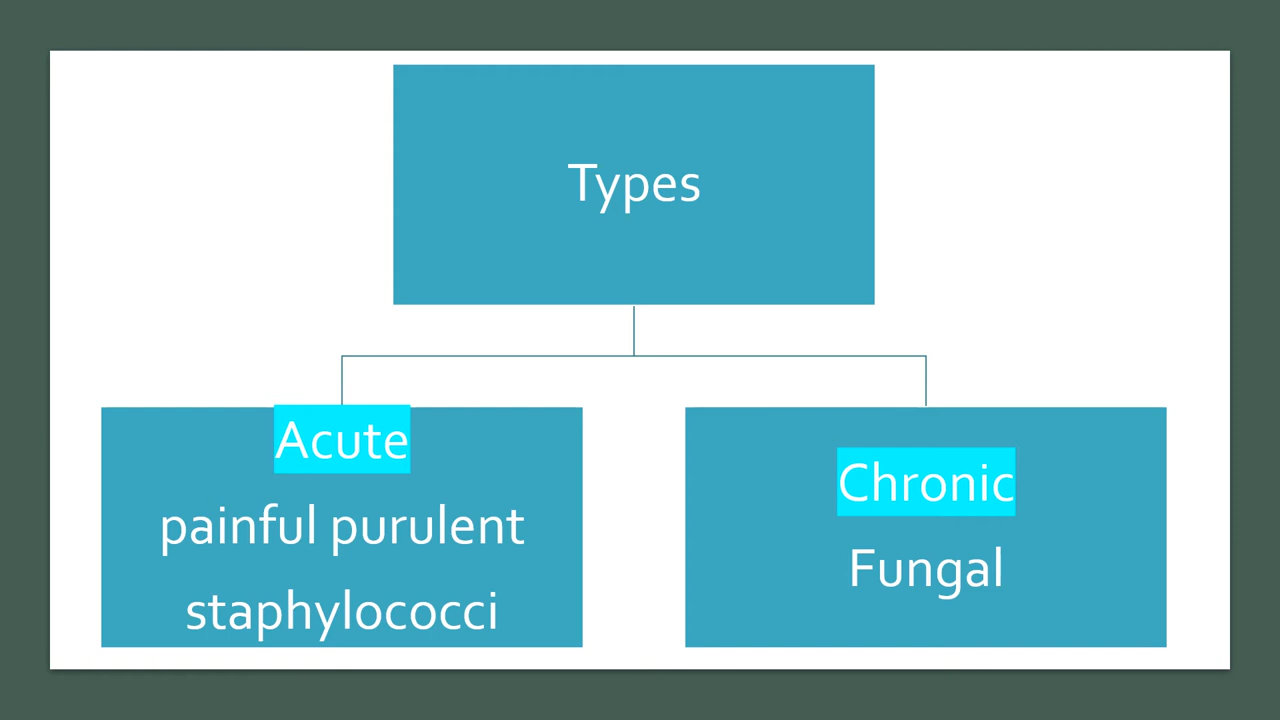 Types
Acute
painful purulent
staphylococci
Chronic
Fungal